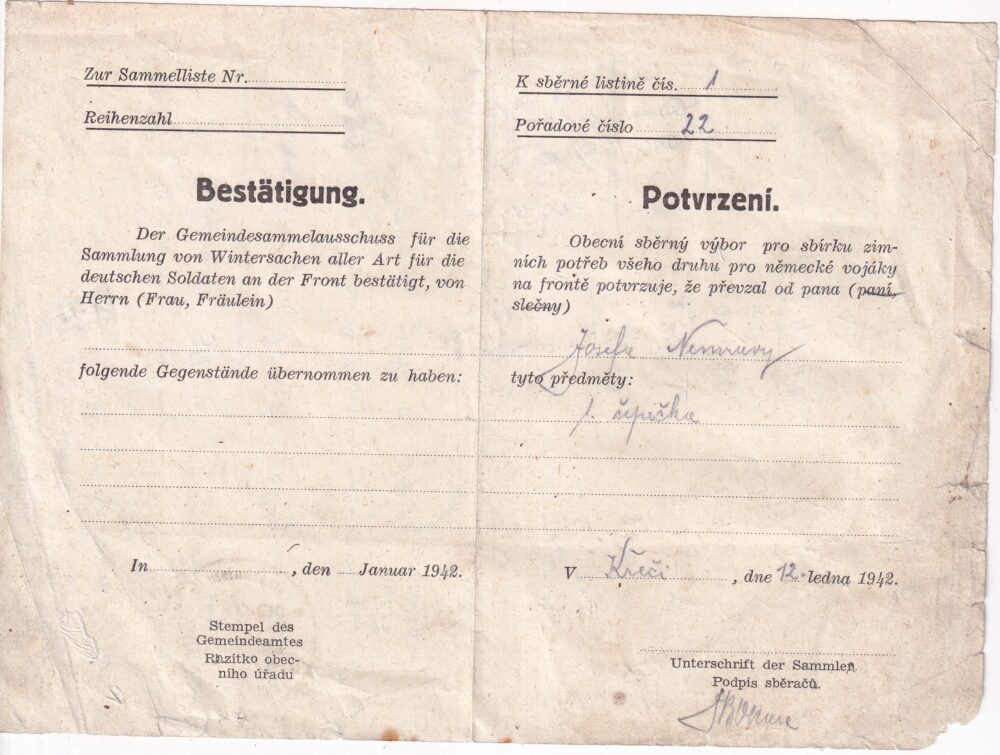 Zur Sammelliste Nr.
Reihenzahl
Bestätigung.
Der Gemeindesammelausschuss für die
Sammlung von Wintersachen aller Art für die
deutschen Soldaten an der Front bestätigt, von
Herrn (Frau, Fräulein)
folgende Gegenstände übernommen zu haben:
In , den Januar 1942.
Stempel des
Gemeindeamtes
Razítko obec-
ního úřadu
K sběrné listině čís. 1
Pořadové číslo 22
Potvrzení.
Obecní sběrný výbor pro sbírku zim-
ních potřeb všeho druhu pro německé vojáky
na frontě potvrzuje, že převzal od pana (paní,
slečny)
Josefa Nemravy
tyto předměty:
1. čepička
V Křeči , dne 12. ledna 1942.
Unterschrift der Sammler.
Podpis sběračů.